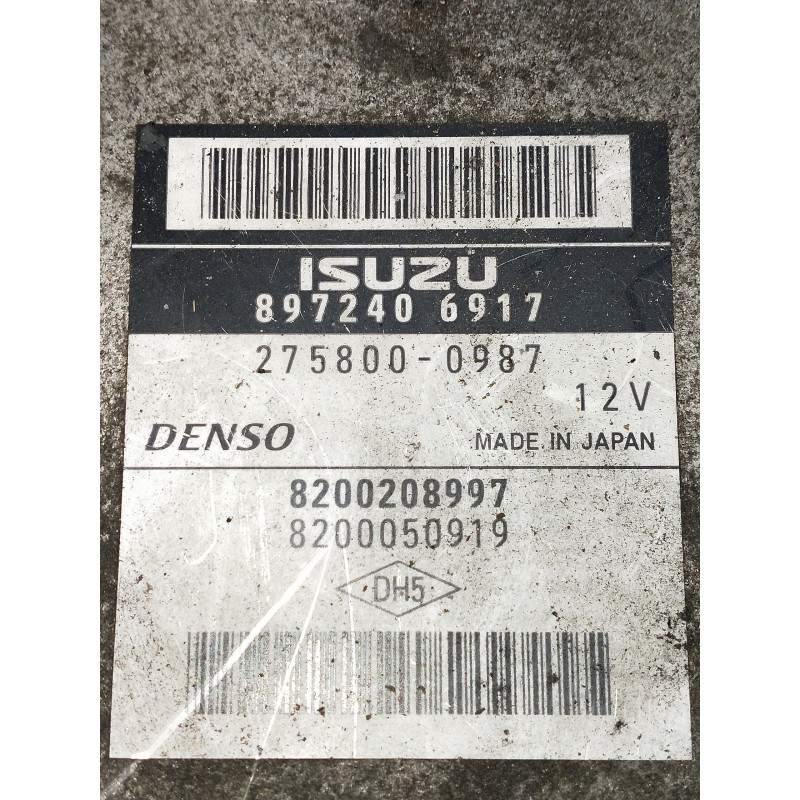 ISUZU
897240 6917
275800-0987
12V
DENSO MADE IN JAPAN
8200208997
8200050919
DH5